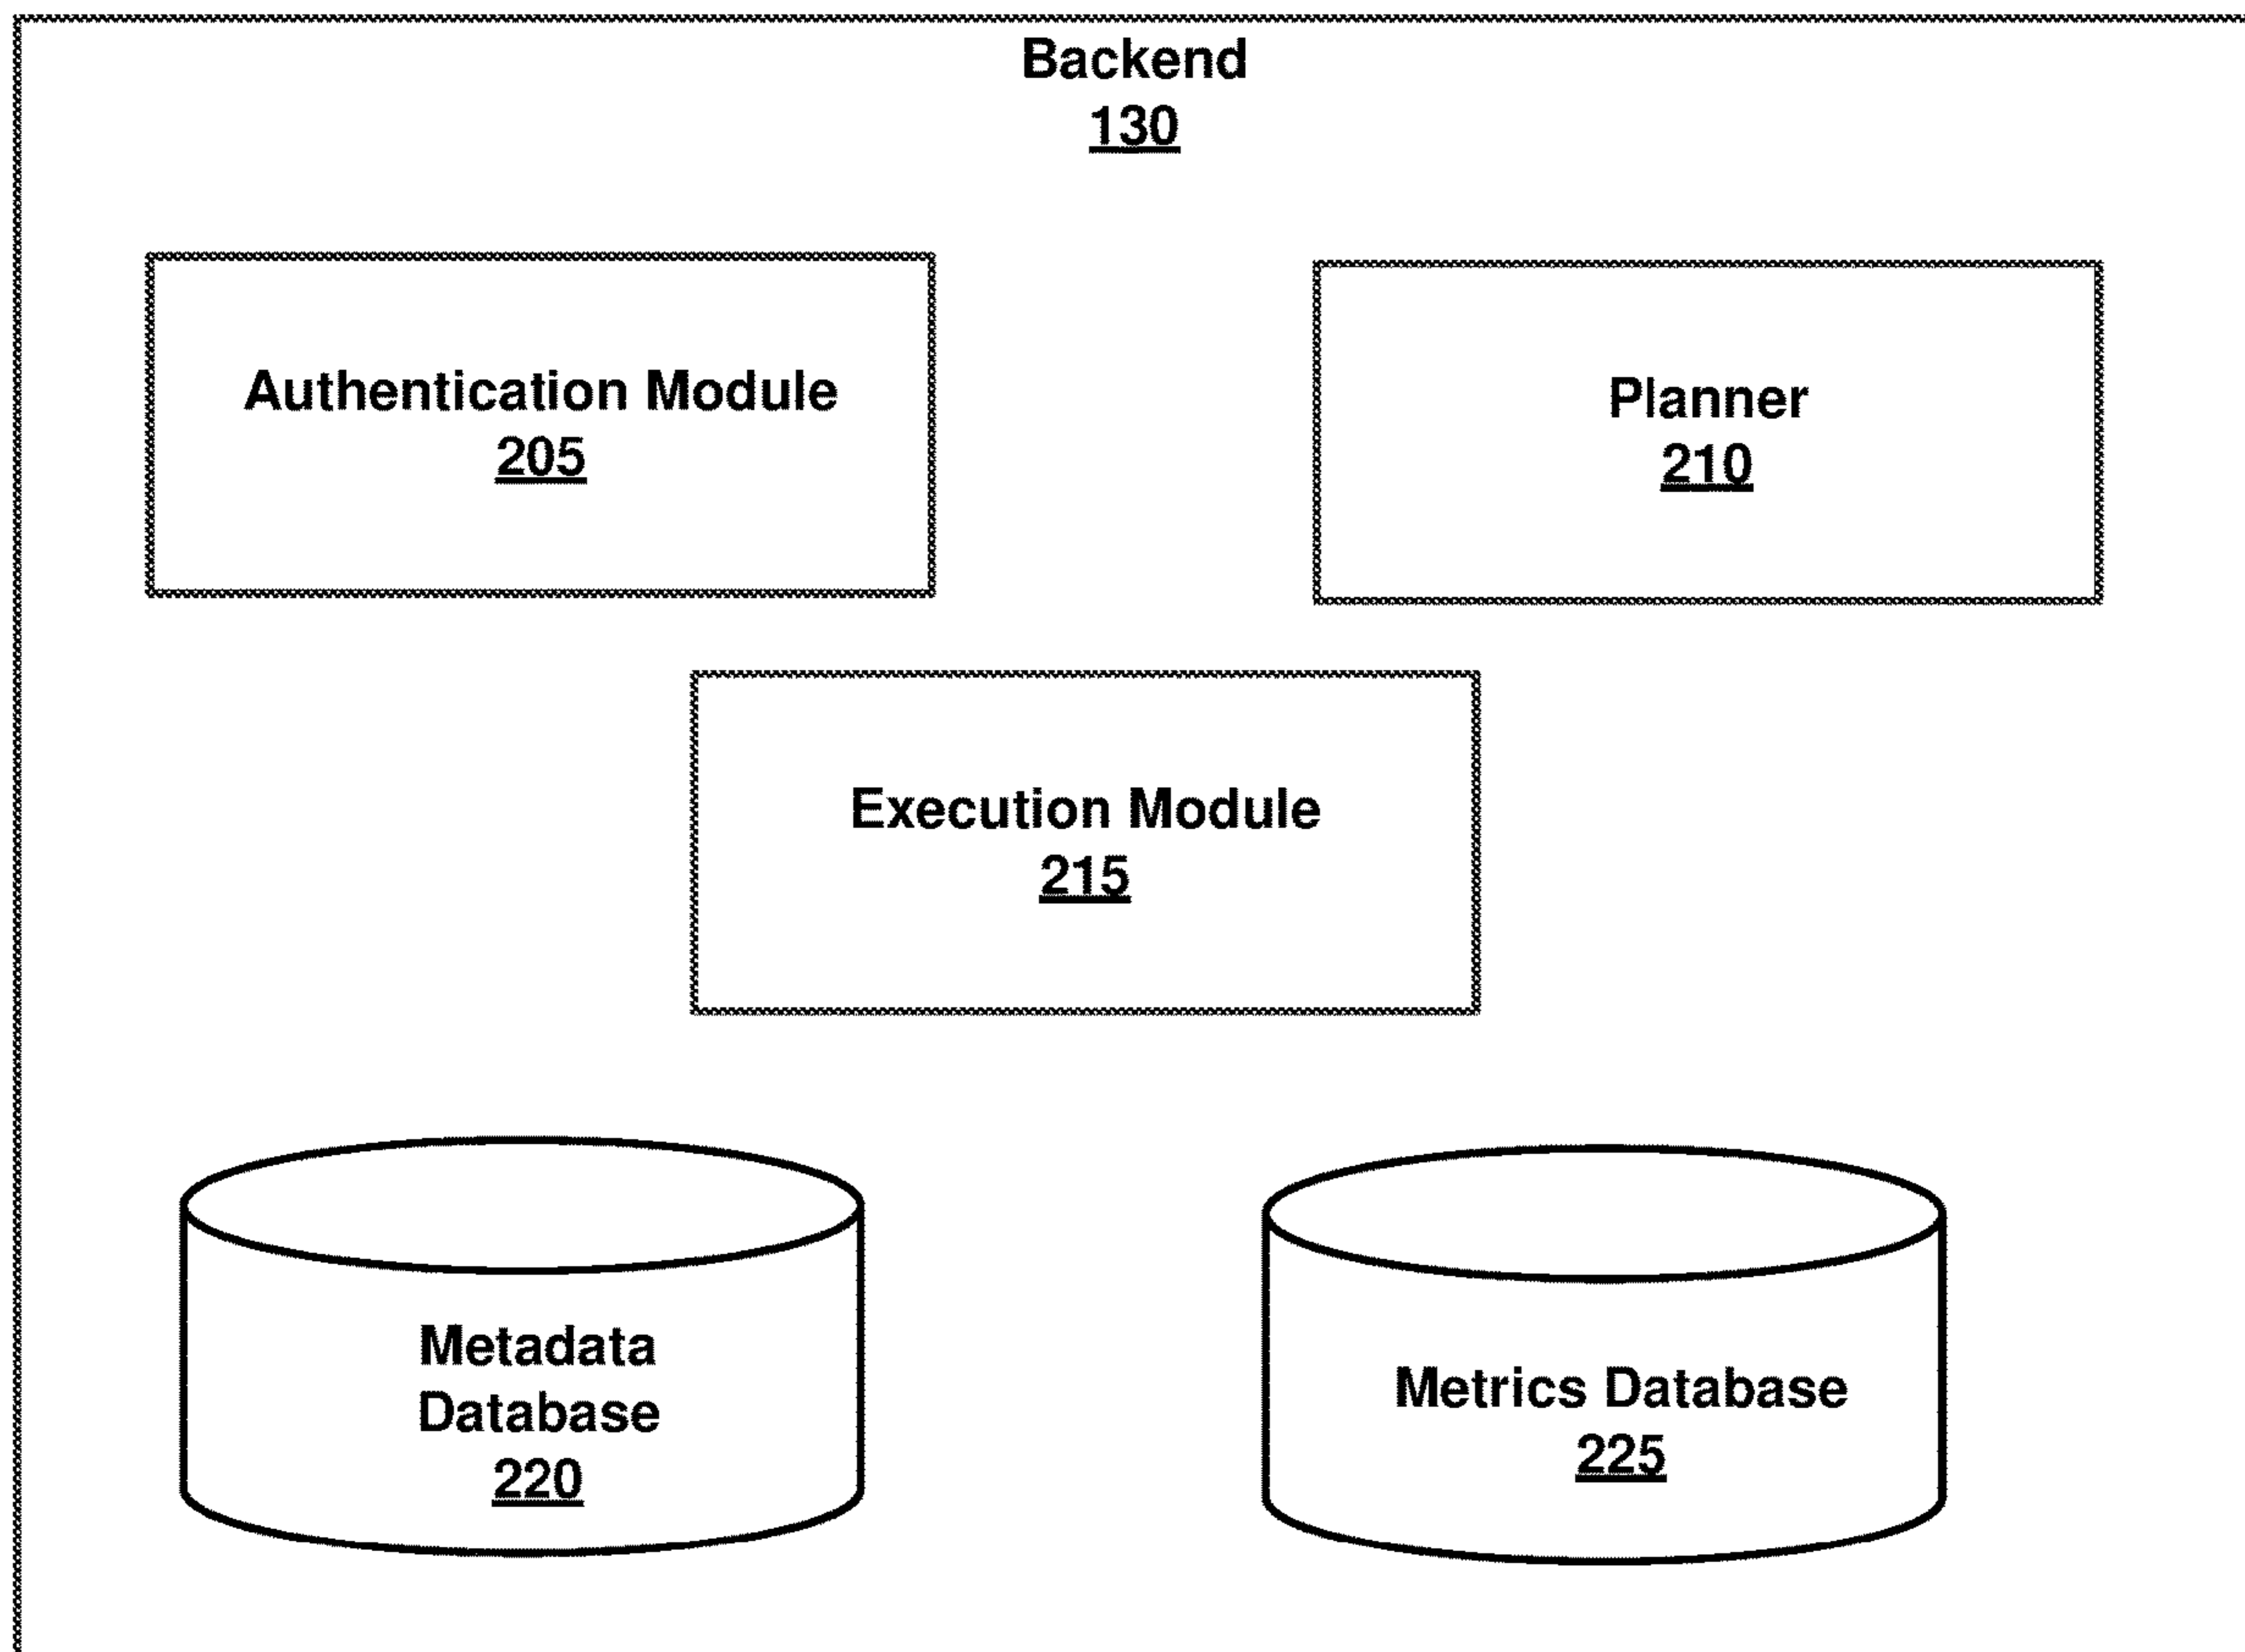 Backend
130
Authentication Module
205
Planner
210
Execution Module
215
Metadata
Database
220
Metrics Database
225